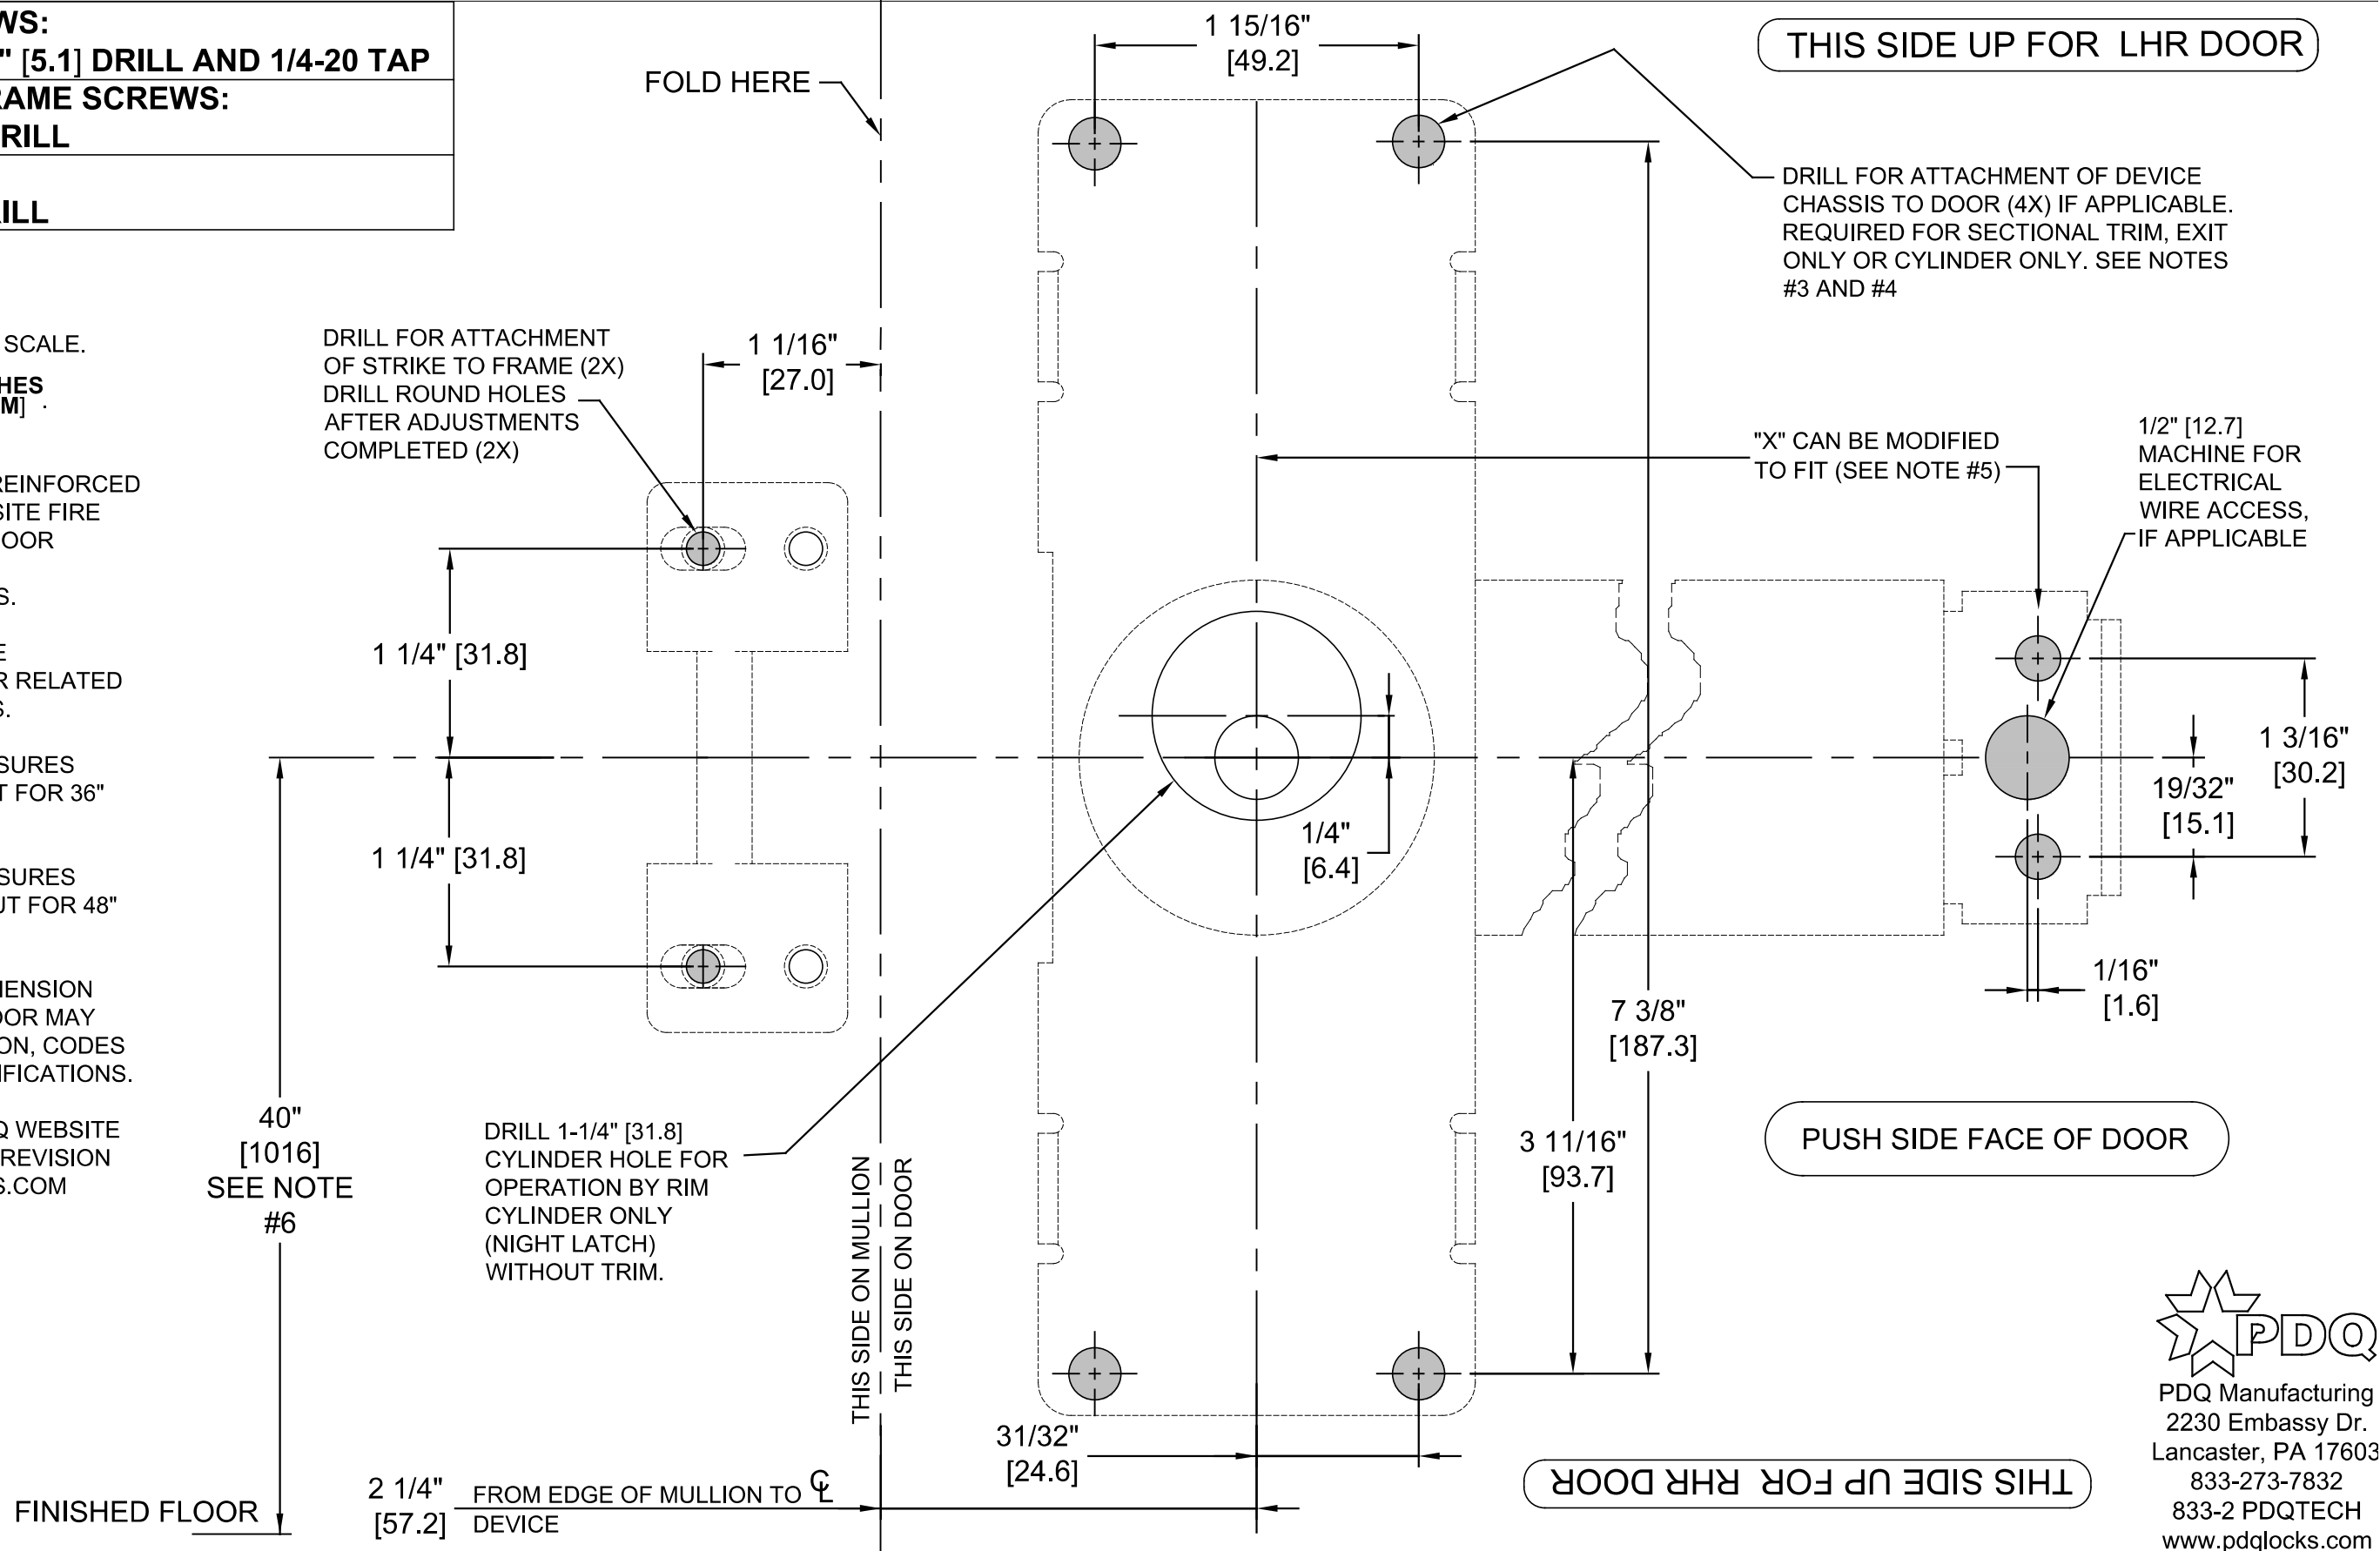 WS:
" [5.1] DRILL AND 1/4-20 TAP
RAME SCREWS:
RILL
RILL
SCALE.
HES
M] .
REINFORCED
SITE FIRE
OOR
S.
E
R RELATED
S.
SURES
T FOR 36"
SURES
UT FOR 48"
MENSION
OOR MAY
ON, CODES
IFICATIONS.
Q WEBSITE
REVISION
S.COM
FOLD HERE
1 15/16"
[49.2]
THIS SIDE UP FOR LHR DOOR
DRILL FOR ATTACHMENT OF DEVICE
CHASSIS TO DOOR (4X) IF APPLICABLE.
REQUIRED FOR SECTIONAL TRIM, EXIT
ONLY OR CYLINDER ONLY. SEE NOTES
#3 AND #4
DRILL FOR ATTACHMENT
OF STRIKE TO FRAME (2X)
DRILL ROUND HOLES
AFTER ADJUSTMENTS
COMPLETED (2X)
1 1/16"
[27.0]
"X" CAN BE MODIFIED
TO FIT (SEE NOTE #5)
1/2" [12.7]
MACHINE FOR
ELECTRICAL
WIRE ACCESS,
IF APPLICABLE
1 1/4" [31.8]
1 1/4" [31.8]
1/4"
[6.4]
1 3/16"
[30.2]
19/32"
[15.1]
1/16"
[1.6]
7 3/8"
[187.3]
3 11/16"
[93.7]
40"
[1016]
SEE NOTE
#6
DRILL 1-1/4" [31.8]
CYLINDER HOLE FOR
OPERATION BY RIM
CYLINDER ONLY
(NIGHT LATCH)
WITHOUT TRIM.
THIS SIDE ON MULLION
THIS SIDE ON DOOR
PUSH SIDE FACE OF DOOR
31/32"
[24.6]
THIS SIDE UP FOR RHR DOOR
FINISHED FLOOR
2 1/4"
[57.2]
FROM EDGE OF MULLION TO ℄
DEVICE
PDQ
PDQ Manufacturing
2230 Embassy Dr.
Lancaster, PA 17603
833-273-7832
833-2 PDQTECH
www.pdqlocks.com